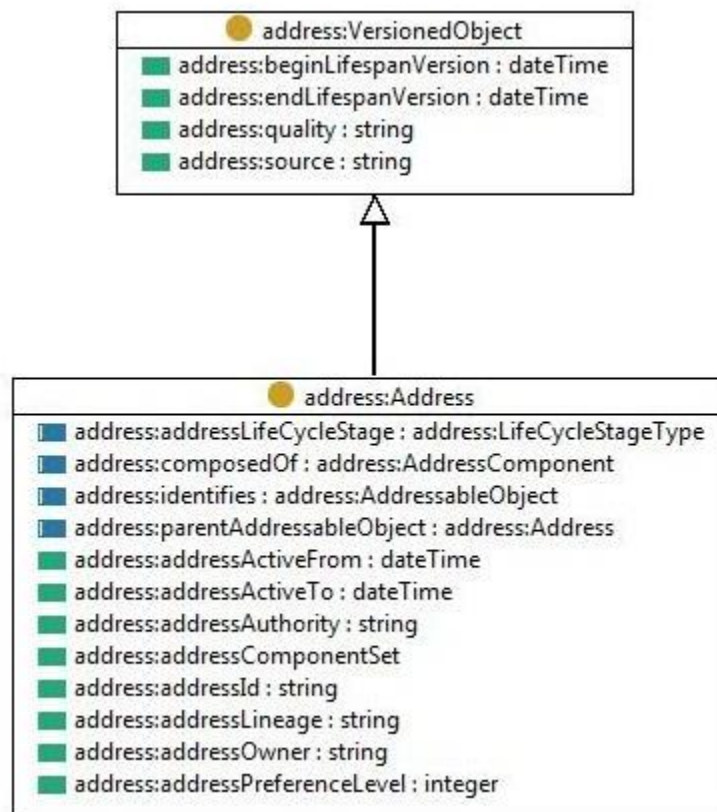 address:VersionedObject
address:beginLifespanVersion : dateTime
address:endLifespanVersion : dateTime
address:quality : string
address:source : string
address:Address
address:addressLifeCycleStage : address:LifeCycleStageType
address:composedOf : address:AddressComponent
address:identifies : address:AddressableObject
address:parentAddressableObject : address:Address
address:addressActiveFrom : dateTime
address:addressActiveTo : dateTime
address:addressAuthority : string
address:addressComponentSet
address:addressId : string
address:addressLineage : string
address:addressOwner : string
address:addressPreferenceLevel : integer